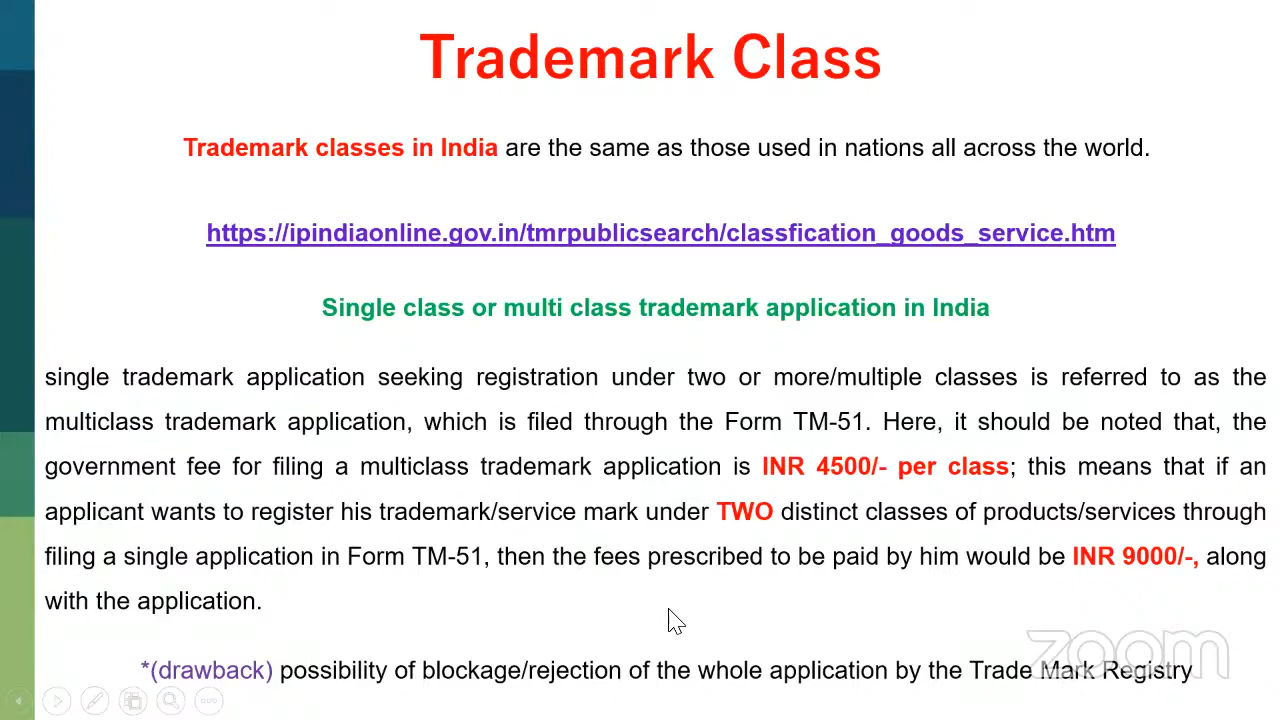 Trademark Class
Trademark classes in India are the same as those used in nations all across the world.
https://ipindiaonline.gov.in/tmrpublicsearch/classfication_goods_service.htm
Single class or multi class trademark application in India
single trademark application seeking registration under two or more/multiple classes is referred to as the
multiclass trademark application, which is filed through the Form TM-51. Here, it should be noted that, the
government fee for filing a multiclass trademark application is INR 4500/- per class; this means that if an
applicant wants to register his trademark/service mark under TWO distinct classes of products/services through
filing a single application in Form TM-51, then the fees prescribed to be paid by him would be INR 9000/-, along
with the application.
*(drawback) possibility of blockage/rejection of the whole application by the Trade Mark Registry
zoom